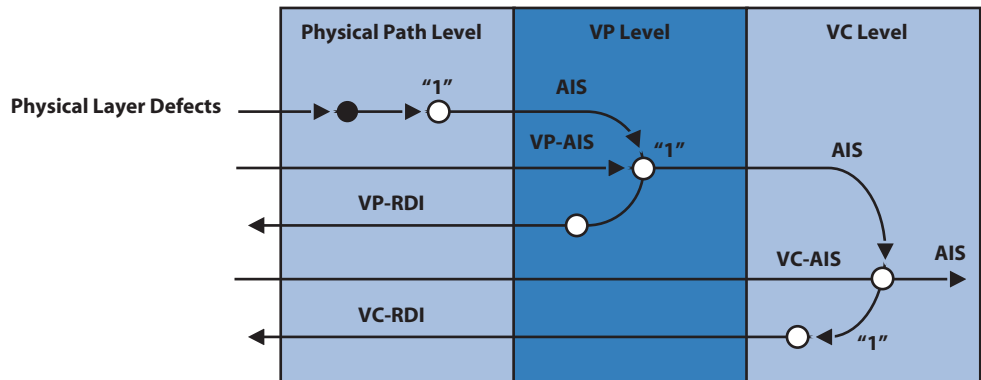 Physical Path Level
VP Level
VC Level
Physical Layer Defects
“1”
AIS
VP-AIS
“1”
AIS
VP-RDI
VC-AIS
AIS
VC-RDI
“1”